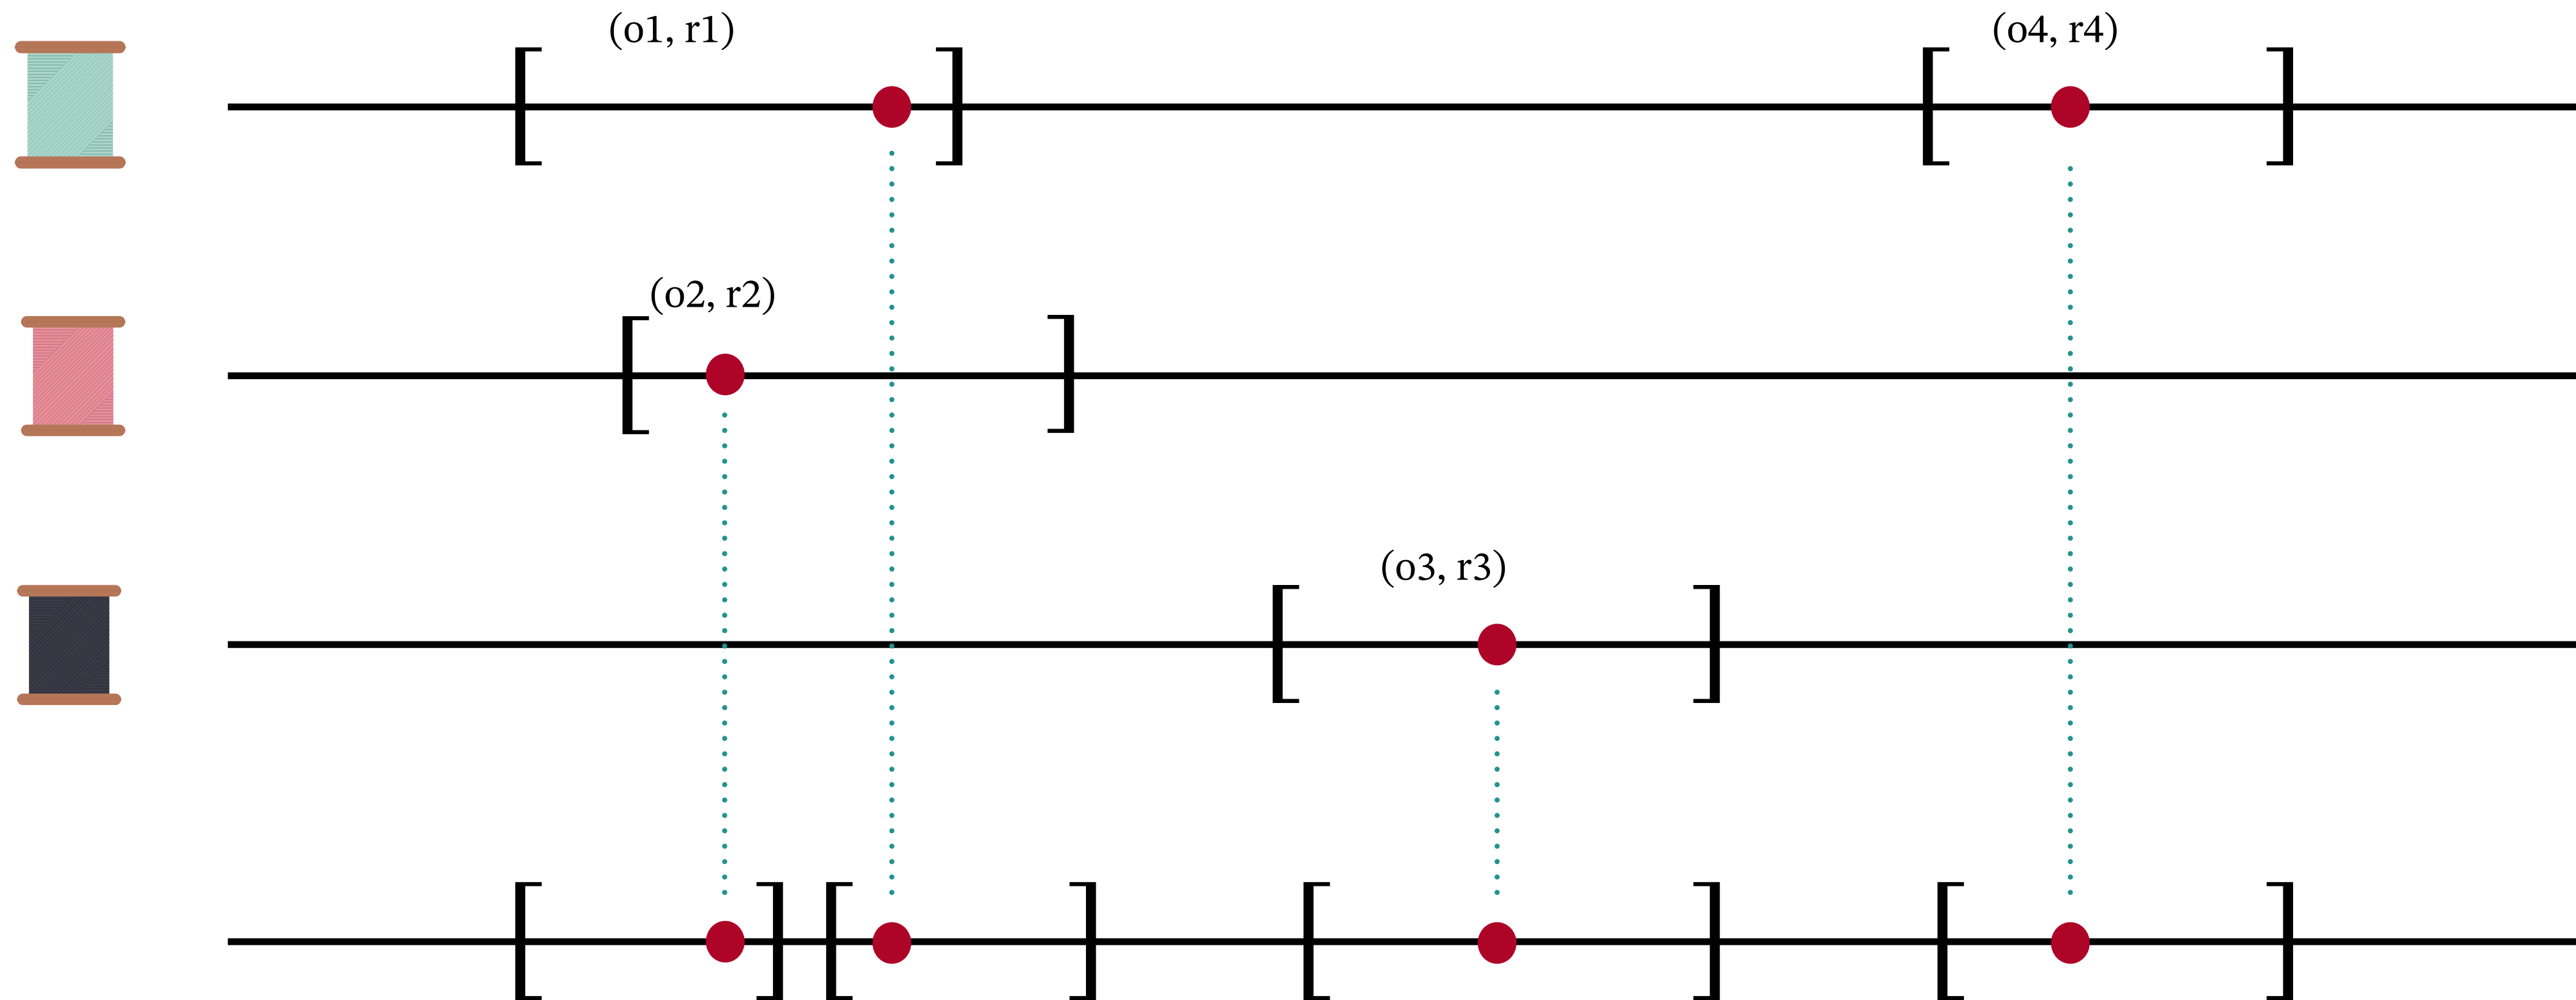 (o1, r1)
(o4, r4)
(o2, r2)
(o3, r3)